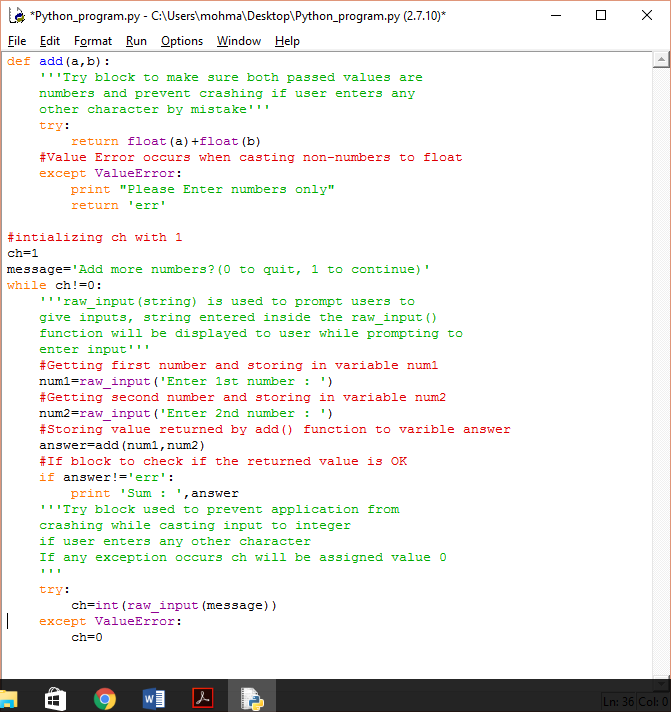 *Python_program.py - C:\Users\mohma\Desktop\Python_program.py (2.7.10)*
File Edit Format Run Options Window Help
def add(a,b):
    '''Try block to make sure both passed values are
    numbers and prevent crashing if user enters any
    other character by mistake'''
    try:
        return float(a)+float(b)
    #Value Error occurs when casting non-numbers to float
    except ValueError:
        print "Please Enter numbers only"
        return 'err'

#intializing ch with 1
ch=1
message='Add more numbers?(0 to quit, 1 to continue)'
while ch!=0:
    '''raw_input(string) is used to prompt users to
    give inputs, string entered inside the raw_input()
    function will be displayed to user while prompting to
    enter input'''
    #Getting first number and storing in variable num1
    num1=raw_input('Enter 1st number : ')
    #Getting second number and storing in variable num2
    num2=raw_input('Enter 2nd number : ')
    #Storing value returned by add() function to varible answer
    answer=add(num1,num2)
    #If block to check if the returned value is OK
    if answer!='err':
        print 'Sum : ',answer
    '''Try block used to prevent application from
    crashing while casting input to integer
    if user enters any other character
    If any exception occurs ch will be assigned value 0
    '''
    try:
        ch=int(raw_input(message))
    except ValueError:
        ch=0
Ln: 36 Col: 0